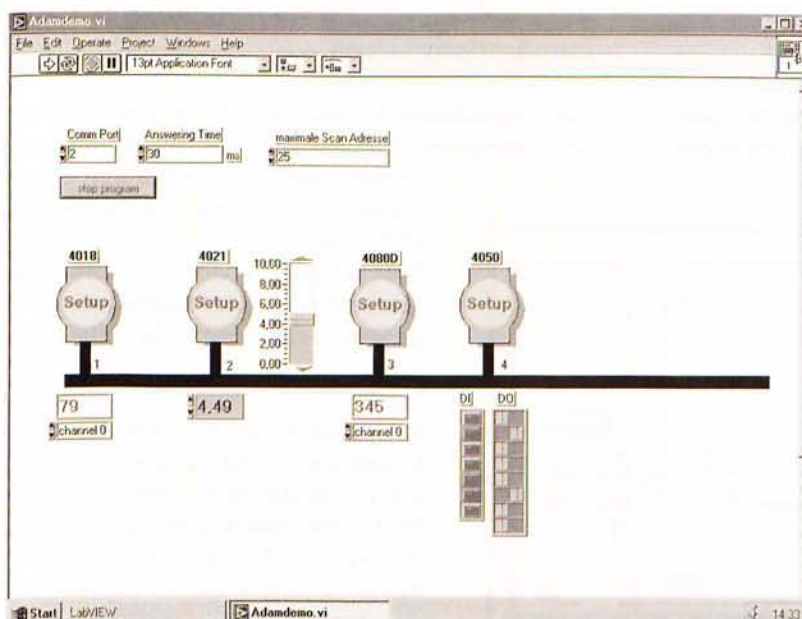 Adamdemo.vi
File Edit Operate Project Windows Help
13pt Application Font
1
Comm Port Answering Time maximale Scan Adresse
2 30 ms 25
stop program
4018 4021 4080D 4050
10,00
8,00
6,00
4,00
2,00
0,00
Setup Setup Setup Setup
1 2 3 4
79 4,49 345 DI DO
channel 0 channel 0
Start LabVIEW Adamdemo.vi 14:33